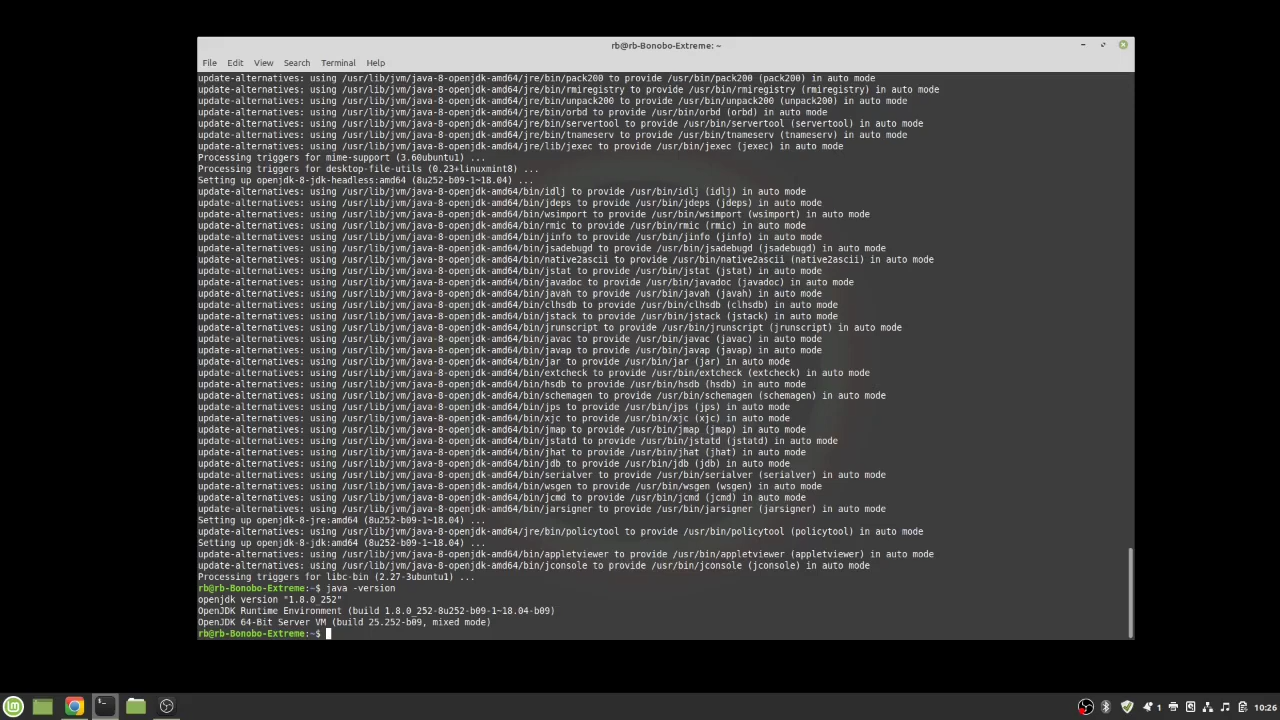 rb@rb-Bonobo-Extreme: ~
File Edit View Search Terminal Help
update-alternatives: using /usr/lib/jvm/java-8-openjdk-amd64/jre/bin/pack200 to provide /usr/bin/pack200 (pack200) in auto mode
update-alternatives: using /usr/lib/jvm/java-8-openjdk-amd64/jre/bin/rmiregistry to provide /usr/bin/rmiregistry (rmiregistry) in auto mode
update-alternatives: using /usr/lib/jvm/java-8-openjdk-amd64/jre/bin/unpack200 to provide /usr/bin/unpack200 (unpack200) in auto mode
update-alternatives: using /usr/lib/jvm/java-8-openjdk-amd64/jre/bin/orbd to provide /usr/bin/orbd (orbd) in auto mode
update-alternatives: using /usr/lib/jvm/java-8-openjdk-amd64/jre/bin/servertool to provide /usr/bin/servertool (servertool) in auto mode
update-alternatives: using /usr/lib/jvm/java-8-openjdk-amd64/jre/bin/tnameserv to provide /usr/bin/tnameserv (tnameserv) in auto mode
update-alternatives: using /usr/lib/jvm/java-8-openjdk-amd64/jre/lib/jexec to provide /usr/bin/jexec (jexec) in auto mode
Processing triggers for mime-support (3.60ubuntu1) ...
Processing triggers for desktop-file-utils (0.23+linuxmint8) ...
Setting up openjdk-8-jdk-headless:amd64 (8u252-b09-1~18.04) ...
update-alternatives: using /usr/lib/jvm/java-8-openjdk-amd64/bin/idlj to provide /usr/bin/idlj (idlj) in auto mode
update-alternatives: using /usr/lib/jvm/java-8-openjdk-amd64/bin/jdeps to provide /usr/bin/jdeps (jdeps) in auto mode
update-alternatives: using /usr/lib/jvm/java-8-openjdk-amd64/bin/wsimport to provide /usr/bin/wsimport (wsimport) in auto mode
update-alternatives: using /usr/lib/jvm/java-8-openjdk-amd64/bin/rmic to provide /usr/bin/rmic (rmic) in auto mode
update-alternatives: using /usr/lib/jvm/java-8-openjdk-amd64/bin/jinfo to provide /usr/bin/jinfo (jinfo) in auto mode
update-alternatives: using /usr/lib/jvm/java-8-openjdk-amd64/bin/jsadebugd to provide /usr/bin/jsadebugd (jsadebugd) in auto mode
update-alternatives: using /usr/lib/jvm/java-8-openjdk-amd64/bin/native2ascii to provide /usr/bin/native2ascii (native2ascii) in auto mode
update-alternatives: using /usr/lib/jvm/java-8-openjdk-amd64/bin/jstat to provide /usr/bin/jstat (jstat) in auto mode
update-alternatives: using /usr/lib/jvm/java-8-openjdk-amd64/bin/javadoc to provide /usr/bin/javadoc (javadoc) in auto mode
update-alternatives: using /usr/lib/jvm/java-8-openjdk-amd64/bin/javah to provide /usr/bin/javah (javah) in auto mode
update-alternatives: using /usr/lib/jvm/java-8-openjdk-amd64/bin/clhsdb to provide /usr/bin/clhsdb (clhsdb) in auto mode
update-alternatives: using /usr/lib/jvm/java-8-openjdk-amd64/bin/jstack to provide /usr/bin/jstack (jstack) in auto mode
update-alternatives: using /usr/lib/jvm/java-8-openjdk-amd64/bin/jrunscript to provide /usr/bin/jrunscript (jrunscript) in auto mode
update-alternatives: using /usr/lib/jvm/java-8-openjdk-amd64/bin/javac to provide /usr/bin/javac (javac) in auto mode
update-alternatives: using /usr/lib/jvm/java-8-openjdk-amd64/bin/javap to provide /usr/bin/javap (javap) in auto mode
update-alternatives: using /usr/lib/jvm/java-8-openjdk-amd64/bin/jar to provide /usr/bin/jar (jar) in auto mode
update-alternatives: using /usr/lib/jvm/java-8-openjdk-amd64/bin/extcheck to provide /usr/bin/extcheck (extcheck) in auto mode
update-alternatives: using /usr/lib/jvm/java-8-openjdk-amd64/bin/hsdb to provide /usr/bin/hsdb (hsdb) in auto mode
update-alternatives: using /usr/lib/jvm/java-8-openjdk-amd64/bin/schemagen to provide /usr/bin/schemagen (schemagen) in auto mode
update-alternatives: using /usr/lib/jvm/java-8-openjdk-amd64/bin/jps to provide /usr/bin/jps (jps) in auto mode
update-alternatives: using /usr/lib/jvm/java-8-openjdk-amd64/bin/xjc to provide /usr/bin/xjc (xjc) in auto mode
update-alternatives: using /usr/lib/jvm/java-8-openjdk-amd64/bin/jmap to provide /usr/bin/jmap (jmap) in auto mode
update-alternatives: using /usr/lib/jvm/java-8-openjdk-amd64/bin/jstatd to provide /usr/bin/jstatd (jstatd) in auto mode
update-alternatives: using /usr/lib/jvm/java-8-openjdk-amd64/bin/jhat to provide /usr/bin/jhat (jhat) in auto mode
update-alternatives: using /usr/lib/jvm/java-8-openjdk-amd64/bin/jdb to provide /usr/bin/jdb (jdb) in auto mode
update-alternatives: using /usr/lib/jvm/java-8-openjdk-amd64/bin/serialver to provide /usr/bin/serialver (serialver) in auto mode
update-alternatives: using /usr/lib/jvm/java-8-openjdk-amd64/bin/wsgen to provide /usr/bin/wsgen (wsgen) in auto mode
update-alternatives: using /usr/lib/jvm/java-8-openjdk-amd64/bin/jcmd to provide /usr/bin/jcmd (jcmd) in auto mode
update-alternatives: using /usr/lib/jvm/java-8-openjdk-amd64/bin/jarsigner to provide /usr/bin/jarsigner (jarsigner) in auto mode
Setting up openjdk-8-jre:amd64 (8u252-b09-1~18.04) ...
update-alternatives: using /usr/lib/jvm/java-8-openjdk-amd64/jre/bin/policytool to provide /usr/bin/policytool (policytool) in auto mode
Setting up openjdk-8-jdk:amd64 (8u252-b09-1~18.04) ...
update-alternatives: using /usr/lib/jvm/java-8-openjdk-amd64/bin/appletviewer to provide /usr/bin/appletviewer (appletviewer) in auto mode
update-alternatives: using /usr/lib/jvm/java-8-openjdk-amd64/bin/jconsole to provide /usr/bin/jconsole (jconsole) in auto mode
Processing triggers for libc-bin (2.27-3ubuntu1) ...
rb@rb-Bonobo-Extreme:~$ java -version
openjdk version "1.8.0_252"
OpenJDK Runtime Environment (build 1.8.0_252-8u252-b09-1~18.04-b09)
OpenJDK 64-Bit Server VM (build 25.252-b09, mixed mode)
rb@rb-Bonobo-Extreme:~$
1 10:26